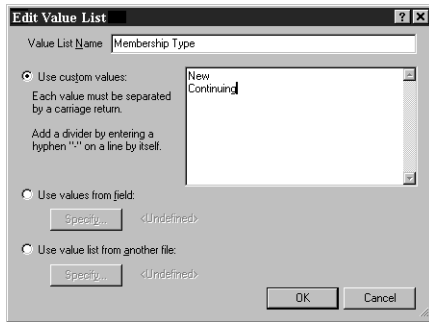 Edit Value List
Value List Name Membership Type
Use custom values:
Each value must be separated
by a carriage return.
Add a divider by entering a
hyphen "-" on a line by itself.
New
Continuing
Use values from field:
Specify... <Undefined>
Use value list from another file:
Specify... <Undefined>
OK Cancel